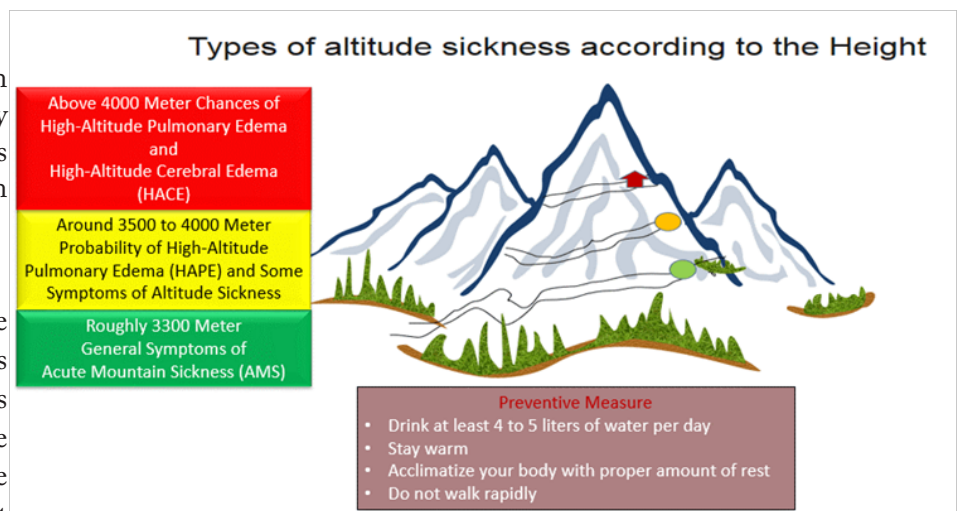 Types of altitude sickness according to the Height
n
y
s
n
e
s
s
e
e
Above 4000 Meter Chances of
High-Altitude Pulmonary Edema
and
High-Altitude Cerebral Edema
(HACE)
Around 3500 to 4000 Meter
Probability of High-Altitude
Pulmonary Edema (HAPE) and Some
Symptoms of Altitude Sickness
Roughly 3300 Meter
General Symptoms of
Acute Mountain Sickness (AMS)
Preventive Measure
• Drink at least 4 to 5 liters of water per day
• Stay warm
• Acclimatize your body with proper amount of rest
• Do not walk rapidly